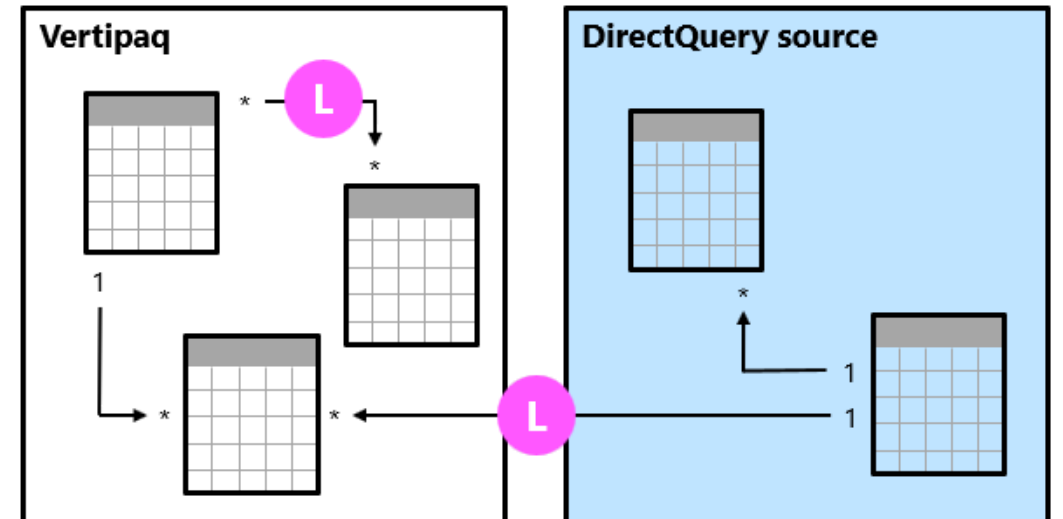 Vertipaq
DirectQuery source
* L
*
1
*
1
* * L 1